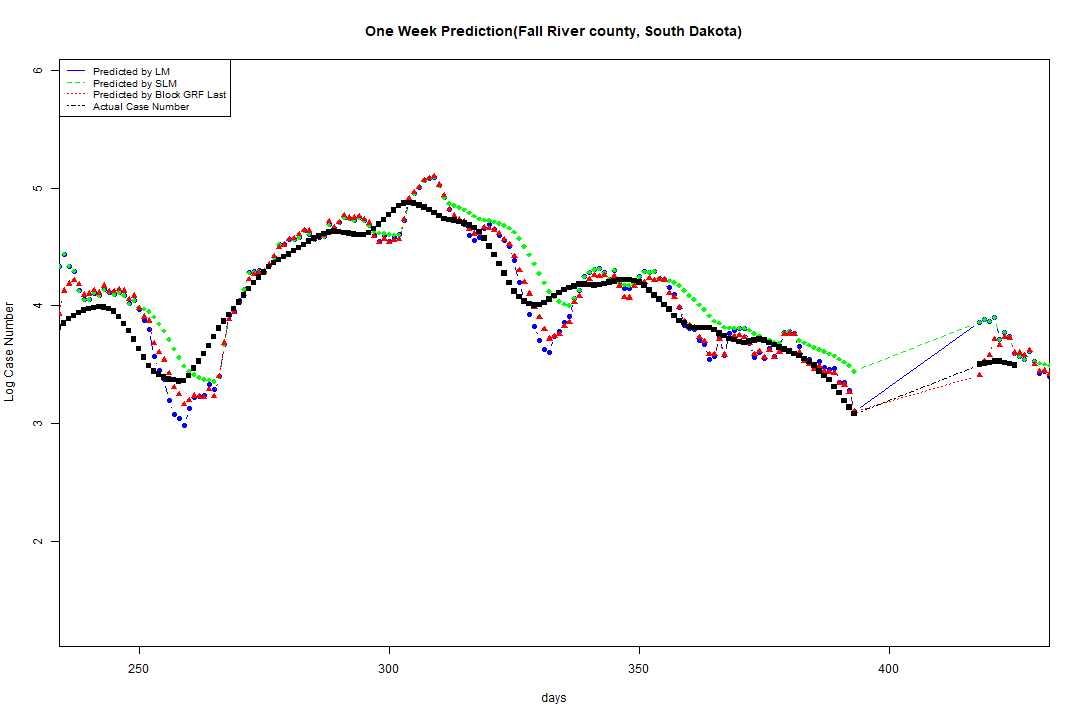 One Week Prediction(Fall River county, South Dakota)
Predicted by LM
Predicted by SLM
Predicted by Block GRF Last
Actual Case Number
6
5
4
3
2
Log Case Number
250
300
350
400
days